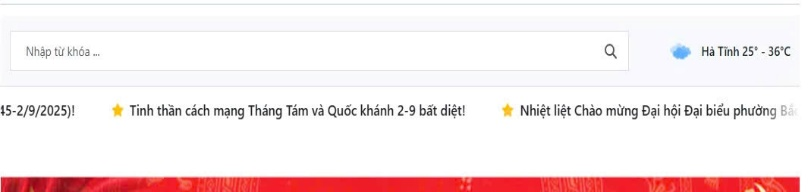 Nhập từ khóa ...
Hà Tĩnh 25° - 36°C
45-2/9/2025)! Tinh thần cách mạng Tháng Tám và Quốc khánh 2-9 bất diệt! Nhiệt liệt Chào mừng Đại hội Đại biểu phường